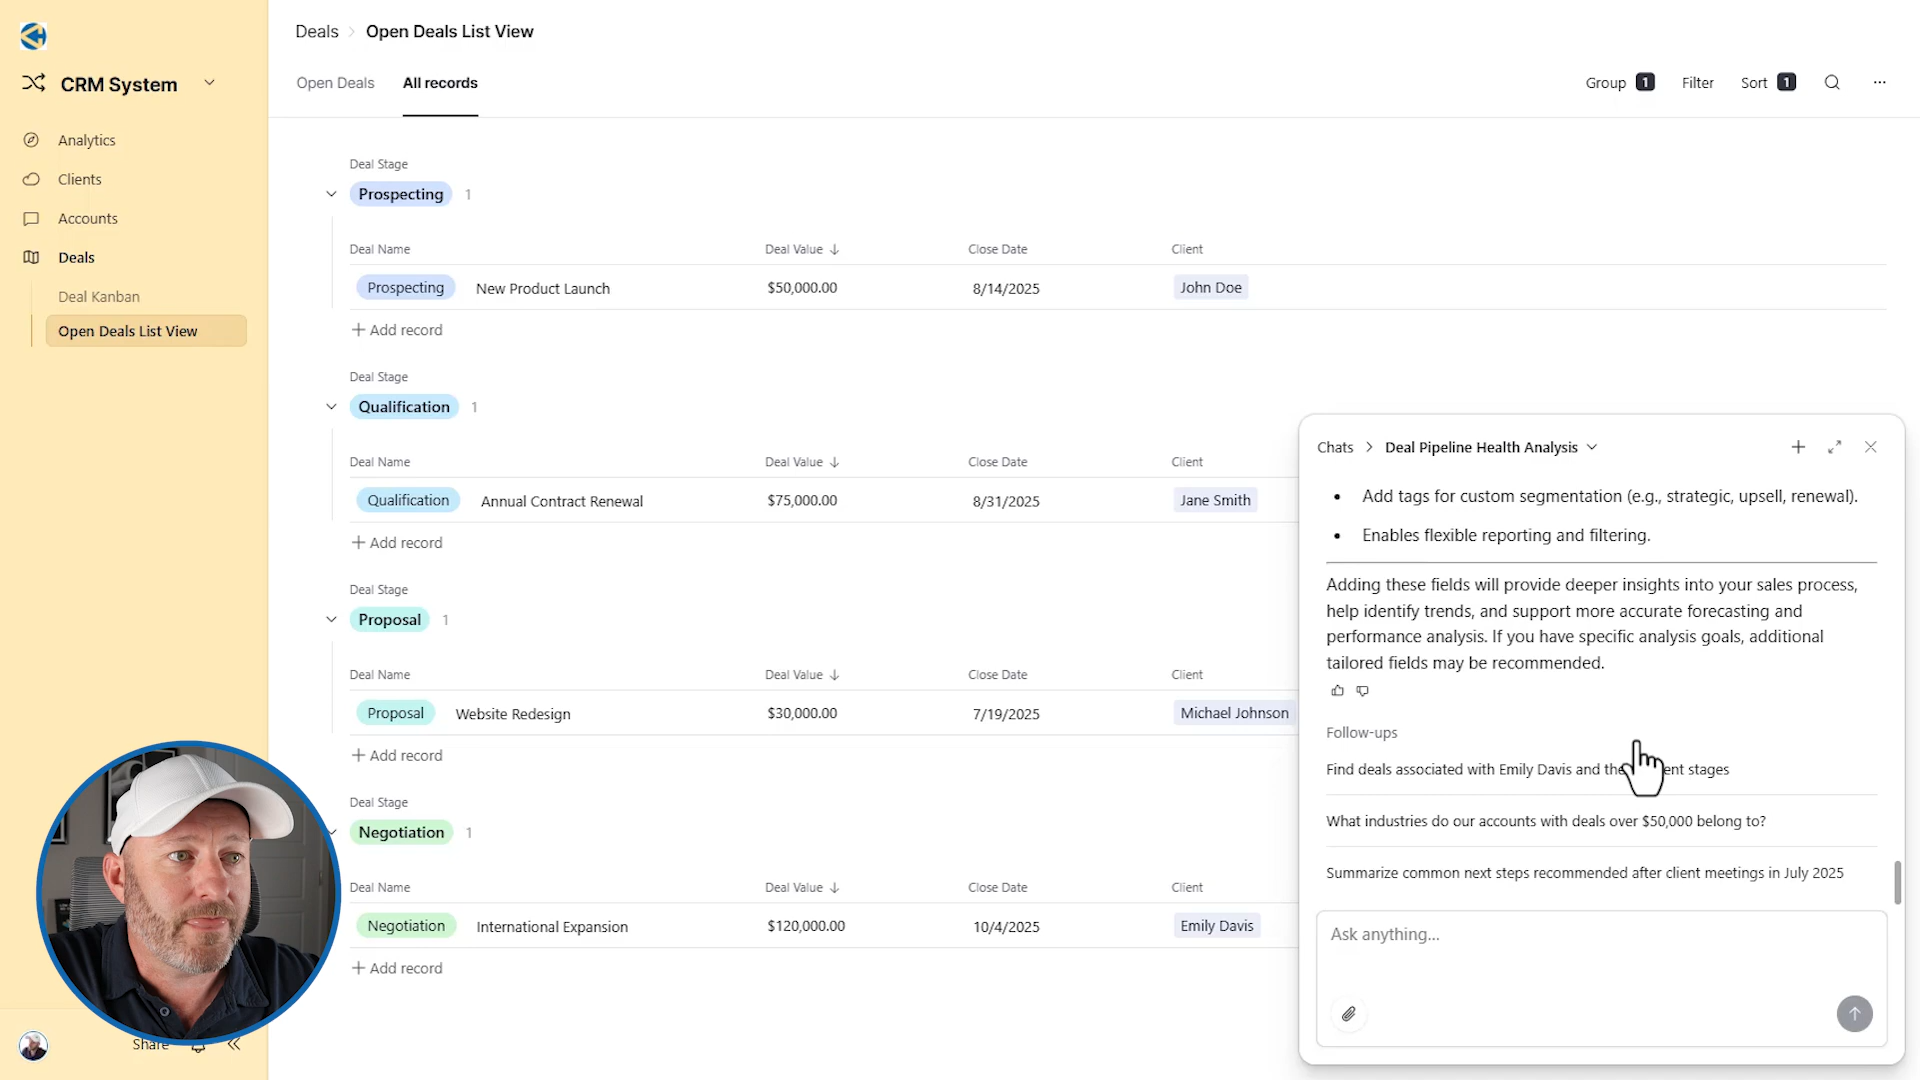 CRM System
Analytics
Clients
Accounts
Deals
Deal Kanban
Open Deals List View
Share
Deals > Open Deals List View
Open Deals All records
Group 1 Filter Sort 1
Deal Stage
Prospecting 1
Deal Name Deal Value ↓ Close Date Client
Prospecting New Product Launch $50,000.00 8/14/2025 John Doe
+ Add record
Deal Stage
Qualification 1
Deal Name Deal Value ↓ Close Date Client
Qualification Annual Contract Renewal $75,000.00 8/31/2025 Jane Smith
+ Add record
Deal Stage
Proposal 1
Deal Name Deal Value ↓ Close Date Client
Proposal Website Redesign $30,000.00 7/19/2025 Michael Johnson
+ Add record
Deal Stage
Negotiation 1
Deal Name Deal Value ↓ Close Date Client
Negotiation International Expansion $120,000.00 10/4/2025 Emily Davis
+ Add record
Chats > Deal Pipeline Health Analysis
• Add tags for custom segmentation (e.g., strategic, upsell, renewal).
• Enables flexible reporting and filtering.
Adding these fields will provide deeper insights into your sales process,
help identify trends, and support more accurate forecasting and
performance analysis. If you have specific analysis goals, additional
tailored fields may be recommended.
Follow-ups
Find deals associated with Emily Davis and stages
What industries do our accounts with deals over $50,000 belong to?
Summarize common next steps recommended after client meetings in July 2025
Ask anything...